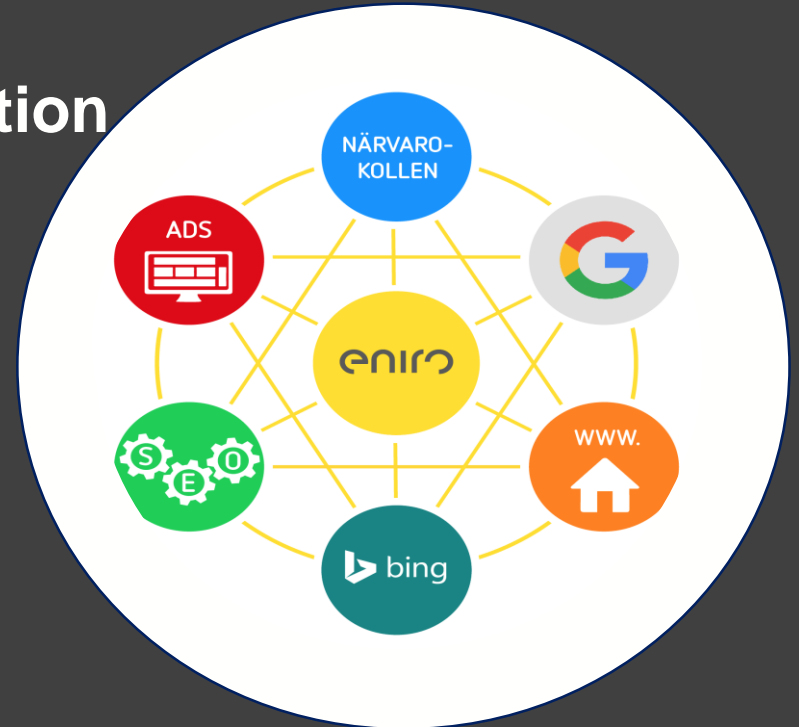 tion
NÄRVARO-
KOLLEN
ADS
G
eniro
S E O
WWW.
bing